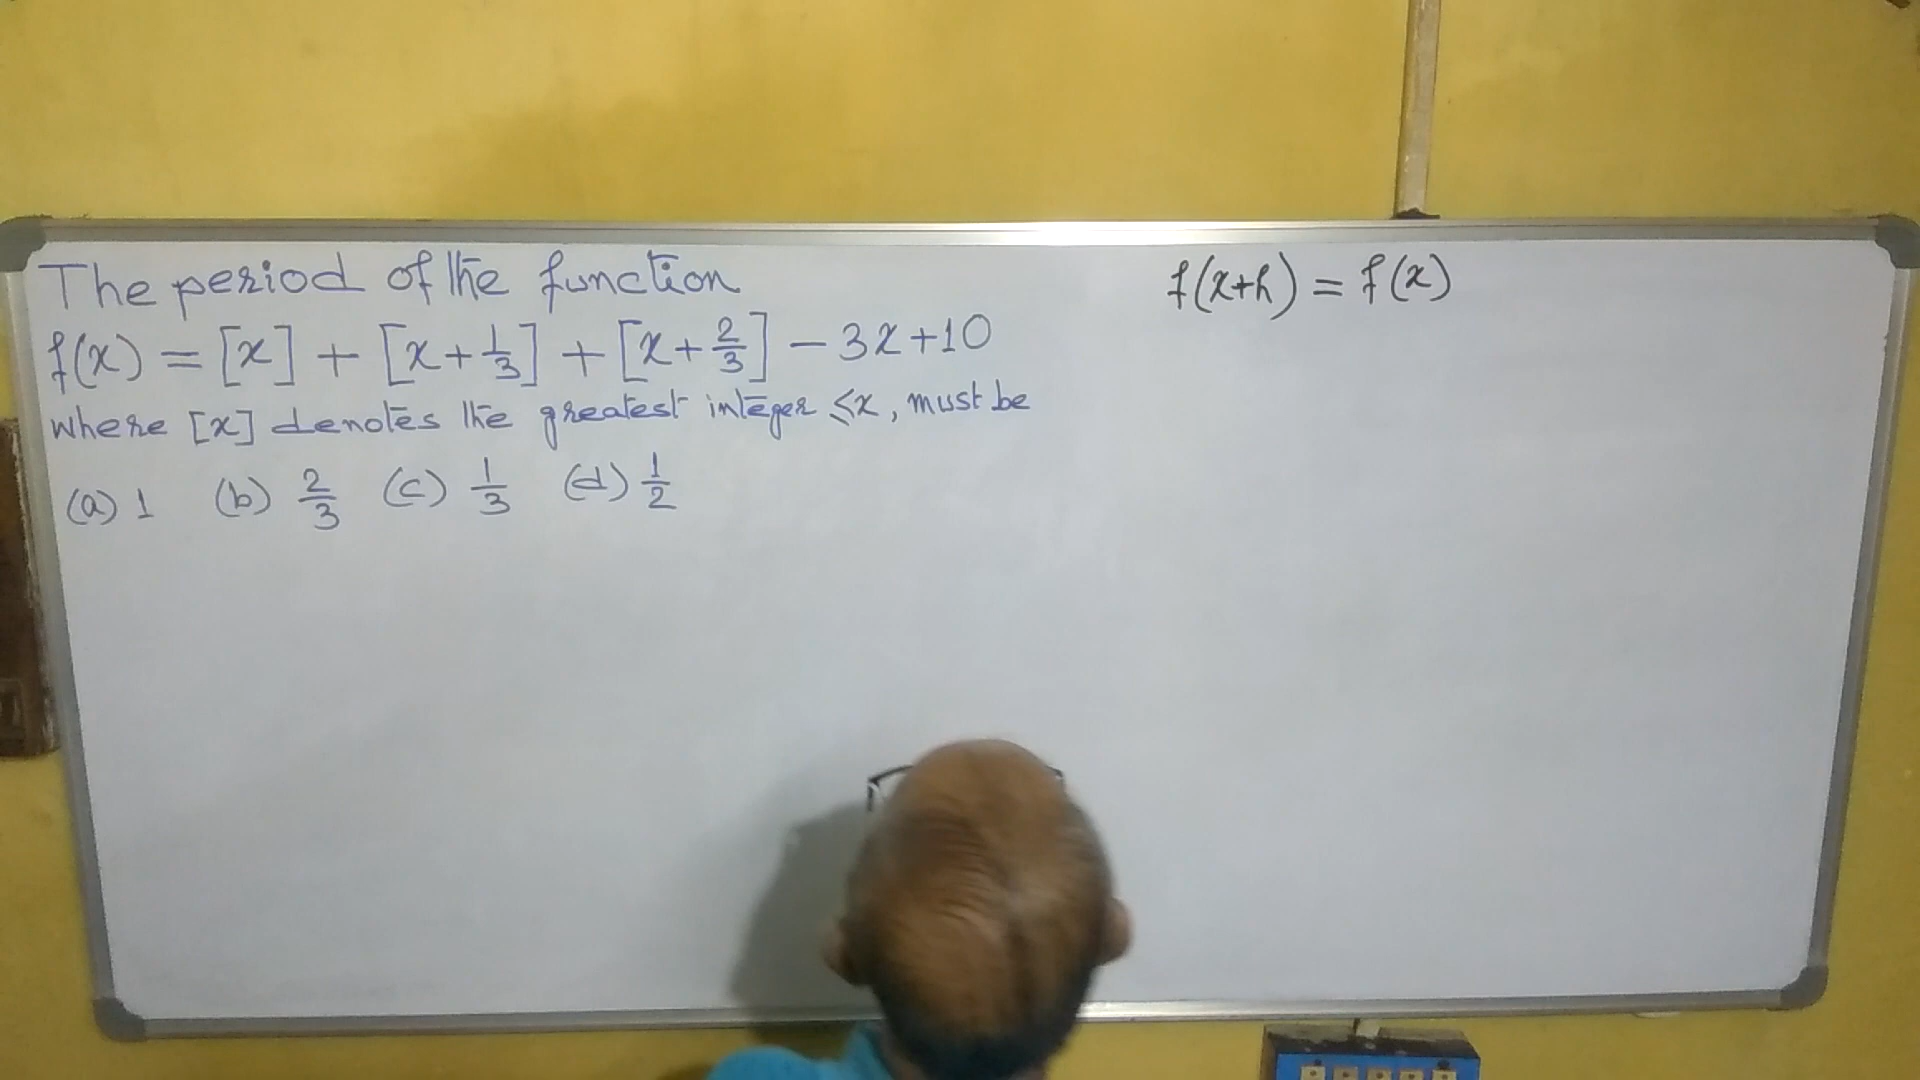 The period of the function
f(x) = [x] + [x + 1/3] + [x + 2/3] - 3x + 10
where [x] denotes the greatest integer ≤ x, must be
(a) 1 (b) 2/3 (c) 1/3 (d) 1/2
f(x+h) = f(x)